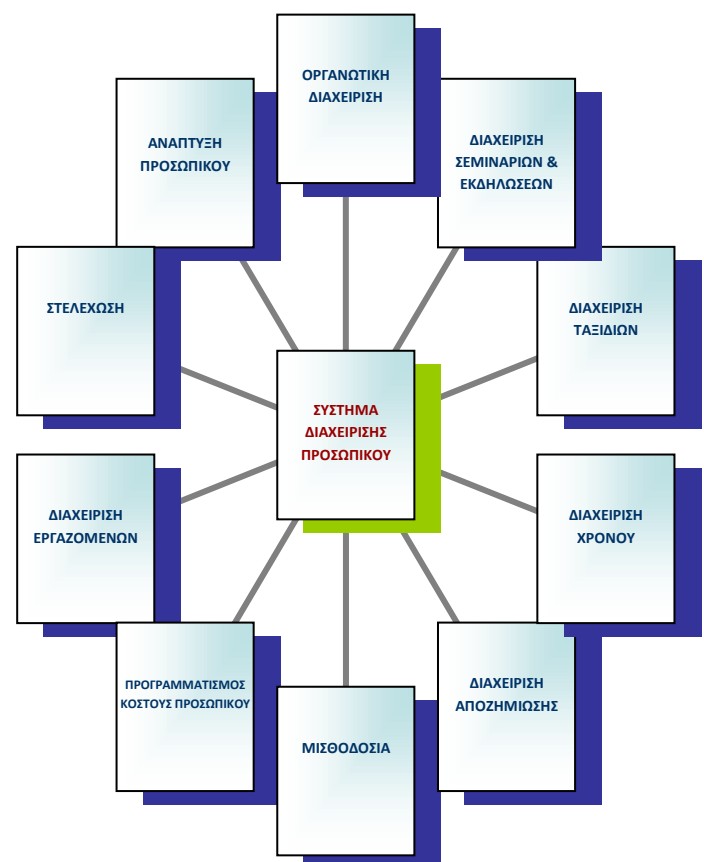 ΟΡΓΑΝΩΤΙΚΗ
ΔΙΑΧΕΙΡΙΣΗ
ΑΝΑΠΤΥΞΗ
ΠΡΟΣΩΠΙΚΟΥ
ΔΙΑΧΕΙΡΙΣΗ
ΣΕΜΙΝΑΡΙΩΝ &
ΕΚΔΗΛΩΣΕΩΝ
ΣΤΕΛΕΧΩΣΗ
ΔΙΑΧΕΙΡΙΣΗ
ΤΑΞΙΔΙΩΝ
ΣΥΣΤΗΜΑ
ΔΙΑΧΕΙΡΙΣΗΣ
ΠΡΟΣΩΠΙΚΟΥ
ΔΙΑΧΕΙΡΙΣΗ
ΕΡΓΑΖΟΜΕΝΩΝ
ΔΙΑΧΕΙΡΙΣΗ
ΧΡΟΝΟΥ
ΠΡΟΓΡΑΜΜΑΤΙΣΜΟΣ
ΚΟΣΤΟΥΣ ΠΡΟΣΩΠΙΚΟΥ
ΔΙΑΧΕΙΡΙΣΗ
ΑΠΟΖΗΜΙΩΣΗΣ
ΜΙΣΘΟΔΟΣΙΑ